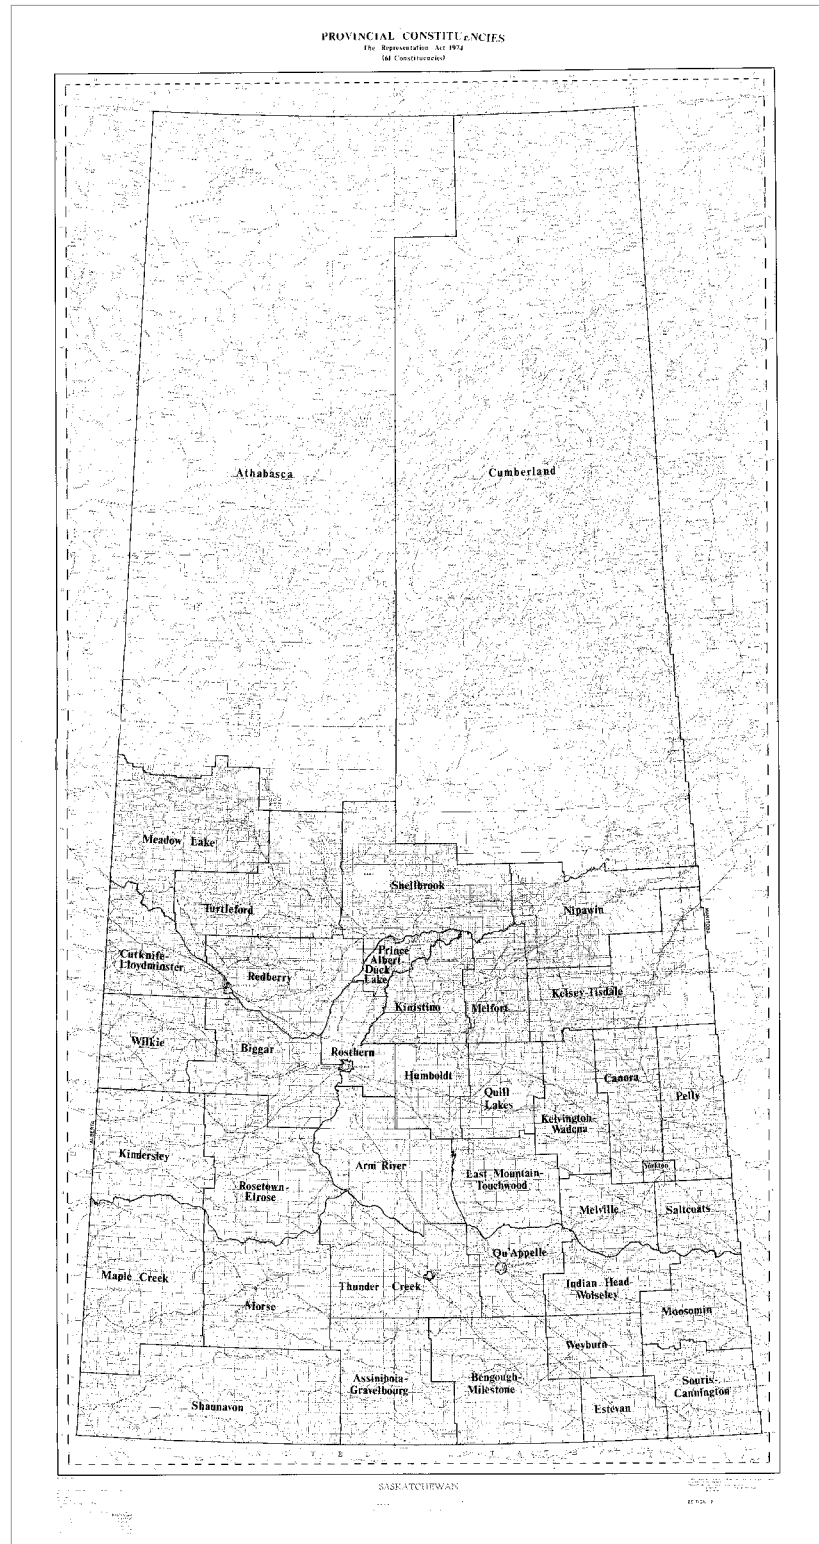 PROVINCIAL CONSTITUENCIES
The Representation Act 1974
(61 Constituencies)
Athabasca
Cumberland
Meadow Lake
Shellbrook
Turtleford
Nipawin
Cutknife-
Lloydminster
Redberry
Prince
Albert-
Duck
Lake
Kinistino
Melfort
Kelsey-Tisdale
Wilkie
Biggar
Rosthern
Humboldt
Quill
Lakes
Canora
Pelly
Kelvington-
Wadena
Kindersley
Arm River
Yorkton
Rosetown-
Elrose
East Mountain-
Touchwood
Melville
Saltcoats
Maple Creek
Morse
Thunder Creek
Qu'Appelle
Indian Head-
Wolseley
Moosomin
Weyburn
Shaunavon
Assiniboia-
Gravelbourg
Bengough-
Milestone
Souris-
Cannington
Estevan
SASKATCHEWAN